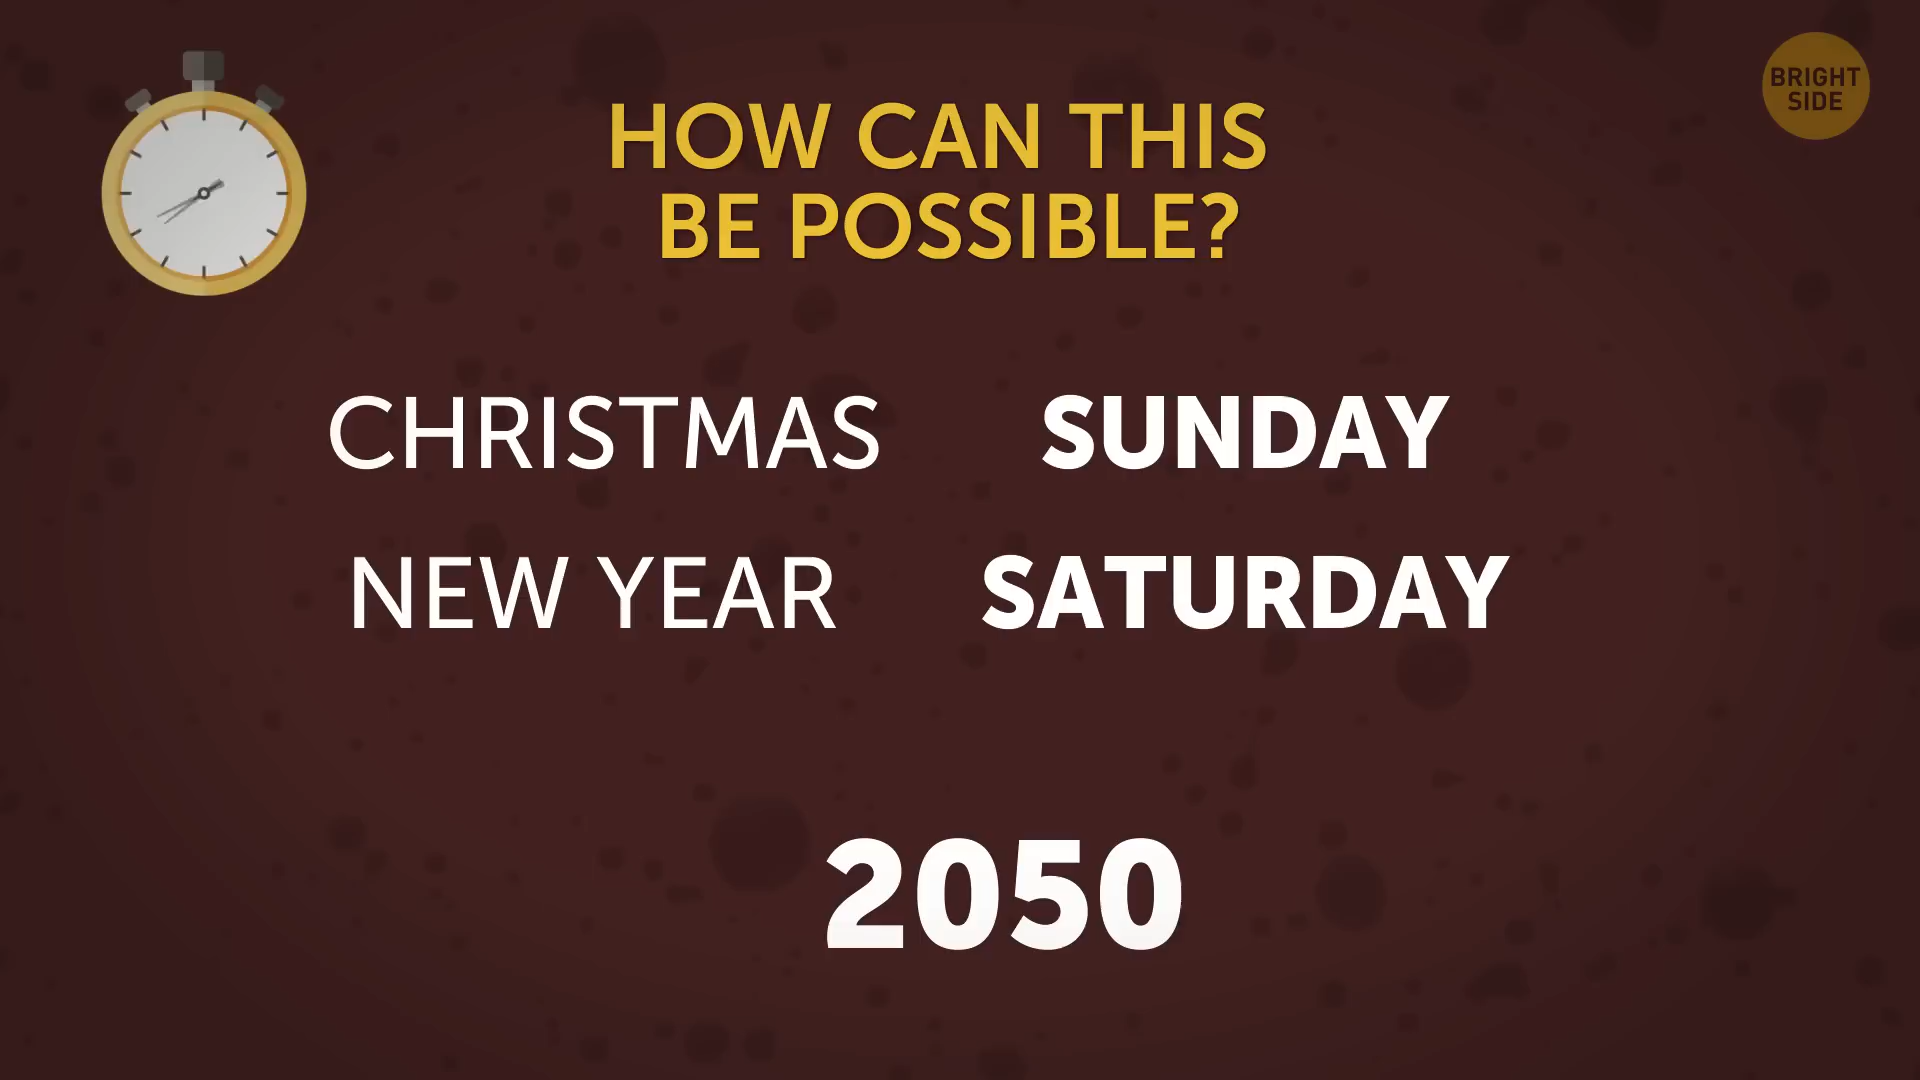 HOW CAN THIS
BE POSSIBLE?
BRIGHT
SIDE
CHRISTMAS SUNDAY
NEW YEAR SATURDAY
2050